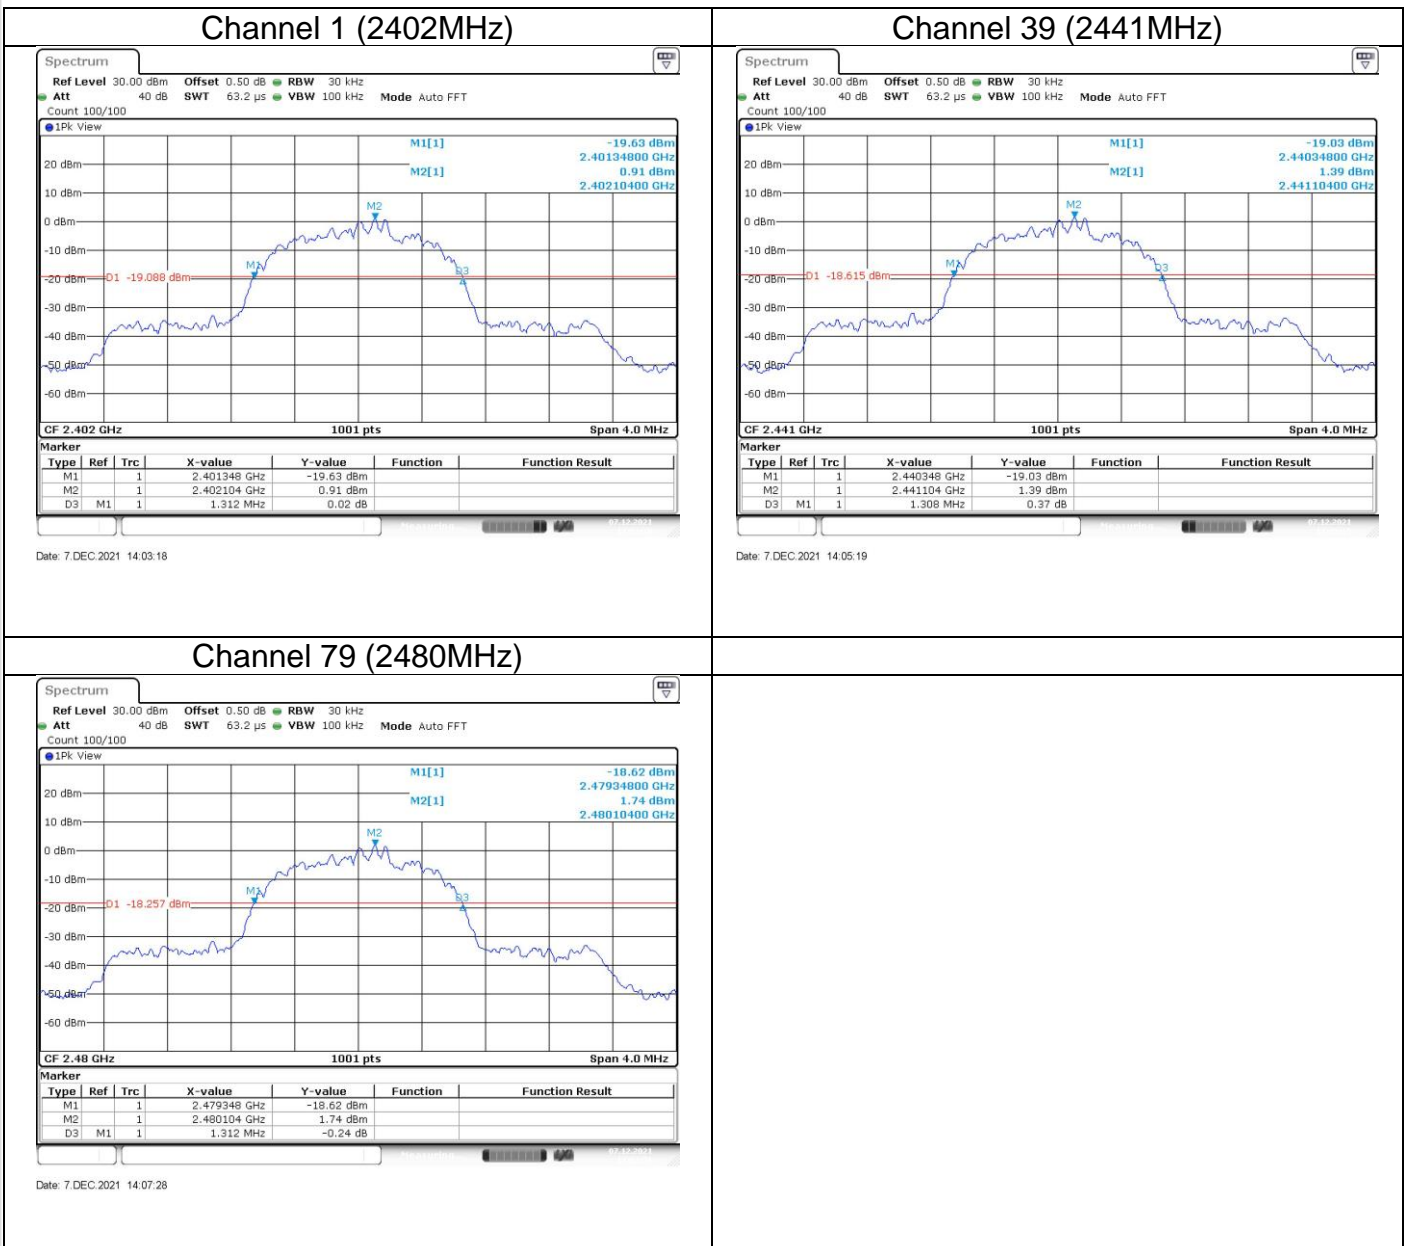 Channel 1 (2402MHz)
Spectrum
Ref Level 30.00 dBm Offset 0.50 dB RBW 30 kHz
Att 40 dB SWT 63.2 µs VBW 100 kHz Mode Auto FFT
Count 100/100
1Pk View
M1[1] -19.63 dBm
2.40134800 GHz
20 dBm
M2[1] 0.91 dBm
2.40210400 GHz
10 dBm
M2
0 dBm
-10 dBm
M1
D3
-20 dBm
D1 -19.088 dBm
-30 dBm
-40 dBm
-50 dBm
-60 dBm
CF 2.402 GHz 1001 pts Span 4.0 MHz
Marker
Type Ref Trc X-value Y-value Function Function Result
M1 1 2.401348 GHz -19.63 dBm
M2 1 2.402104 GHz 0.91 dBm
D3 M1 1 1.312 MHz 0.02 dB
07.12.2021
Date: 7.DEC.2021 14:03:18
Channel 39 (2441MHz)
Spectrum
Ref Level 30.00 dBm Offset 0.50 dB RBW 30 kHz
Att 40 dB SWT 63.2 µs VBW 100 kHz Mode Auto FFT
Count 100/100
1Pk View
M1[1] -19.03 dBm
2.44034800 GHz
20 dBm
M2[1] 1.39 dBm
2.44110400 GHz
10 dBm
M2
0 dBm
-10 dBm
M1
D3
-20 dBm
D1 -18.615 dBm
-30 dBm
-40 dBm
-50 dBm
-60 dBm
CF 2.441 GHz 1001 pts Span 4.0 MHz
Marker
Type Ref Trc X-value Y-value Function Function Result
M1 1 2.440348 GHz -19.03 dBm
M2 1 2.441104 GHz 1.39 dBm
D3 M1 1 1.308 MHz 0.37 dB
07.12.2021
Date: 7.DEC.2021 14:05:19
Channel 79 (2480MHz)
Spectrum
Ref Level 30.00 dBm Offset 0.50 dB RBW 30 kHz
Att 40 dB SWT 63.2 µs VBW 100 kHz Mode Auto FFT
Count 100/100
1Pk View
M1[1] -18.62 dBm
2.47934800 GHz
20 dBm
M2[1] 1.74 dBm
2.48010400 GHz
10 dBm
M2
0 dBm
-10 dBm
M1
D3
-20 dBm
D1 -18.257 dBm
-30 dBm
-40 dBm
-50 dBm
-60 dBm
CF 2.48 GHz 1001 pts Span 4.0 MHz
Marker
Type Ref Trc X-value Y-value Function Function Result
M1 1 2.479348 GHz -18.62 dBm
M2 1 2.480104 GHz 1.74 dBm
D3 M1 1 1.312 MHz -0.24 dB
07.12.2021
Date: 7.DEC.2021 14:07:28